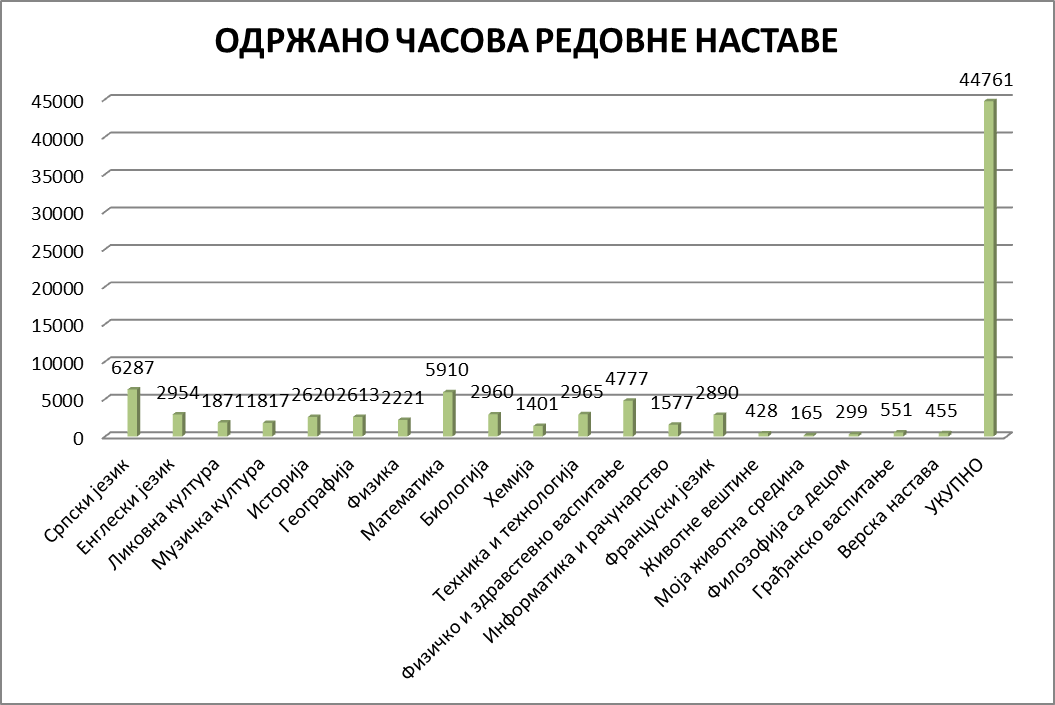 ОДРЖАНО ЧАСОВА РЕДОВНЕ НАСТАВЕ
44761
45000
40000
35000
30000
25000
20000
15000
10000
5000
0
6287
2954
1871
1817
2620
2613
2221
5910
2960
1401
2965
4777
1577
2890
428
165
299
551
455
Српски језик
Енглески језик
Ликовна култура
Музичка култура
Историја
Географија
Физика
Математика
Биологија
Хемија
Техника и технологија
Физичко и здравствено васпитање
Информатика и рачунарство
Француски језик
Животне вештине
Моја животна средина
Филозофија са децом
Грађанско васпитање
Верска настава
УКУПНО